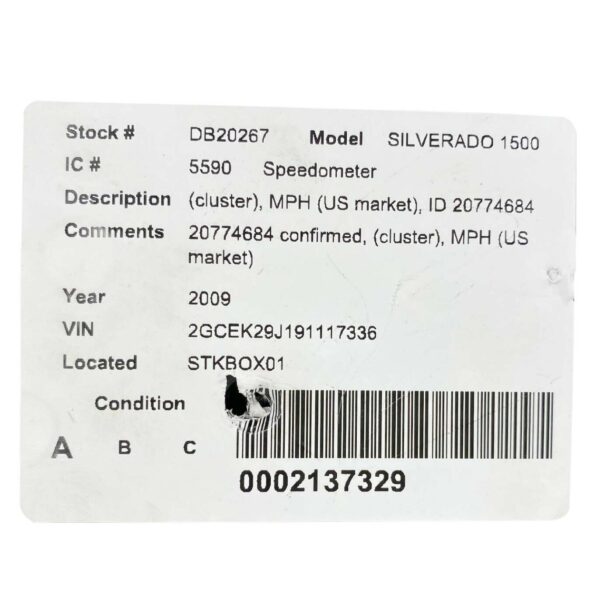 Stock # DB20267 Model SILVERADO 1500
IC # 5590 Speedometer
Description (cluster), MPH (US market), ID 20774684
Comments 20774684 confirmed, (cluster), MPH (US
market)
Year 2009
VIN 2GCEK29J191117336
Located STKBOX01
Condition
A B C
0002137329